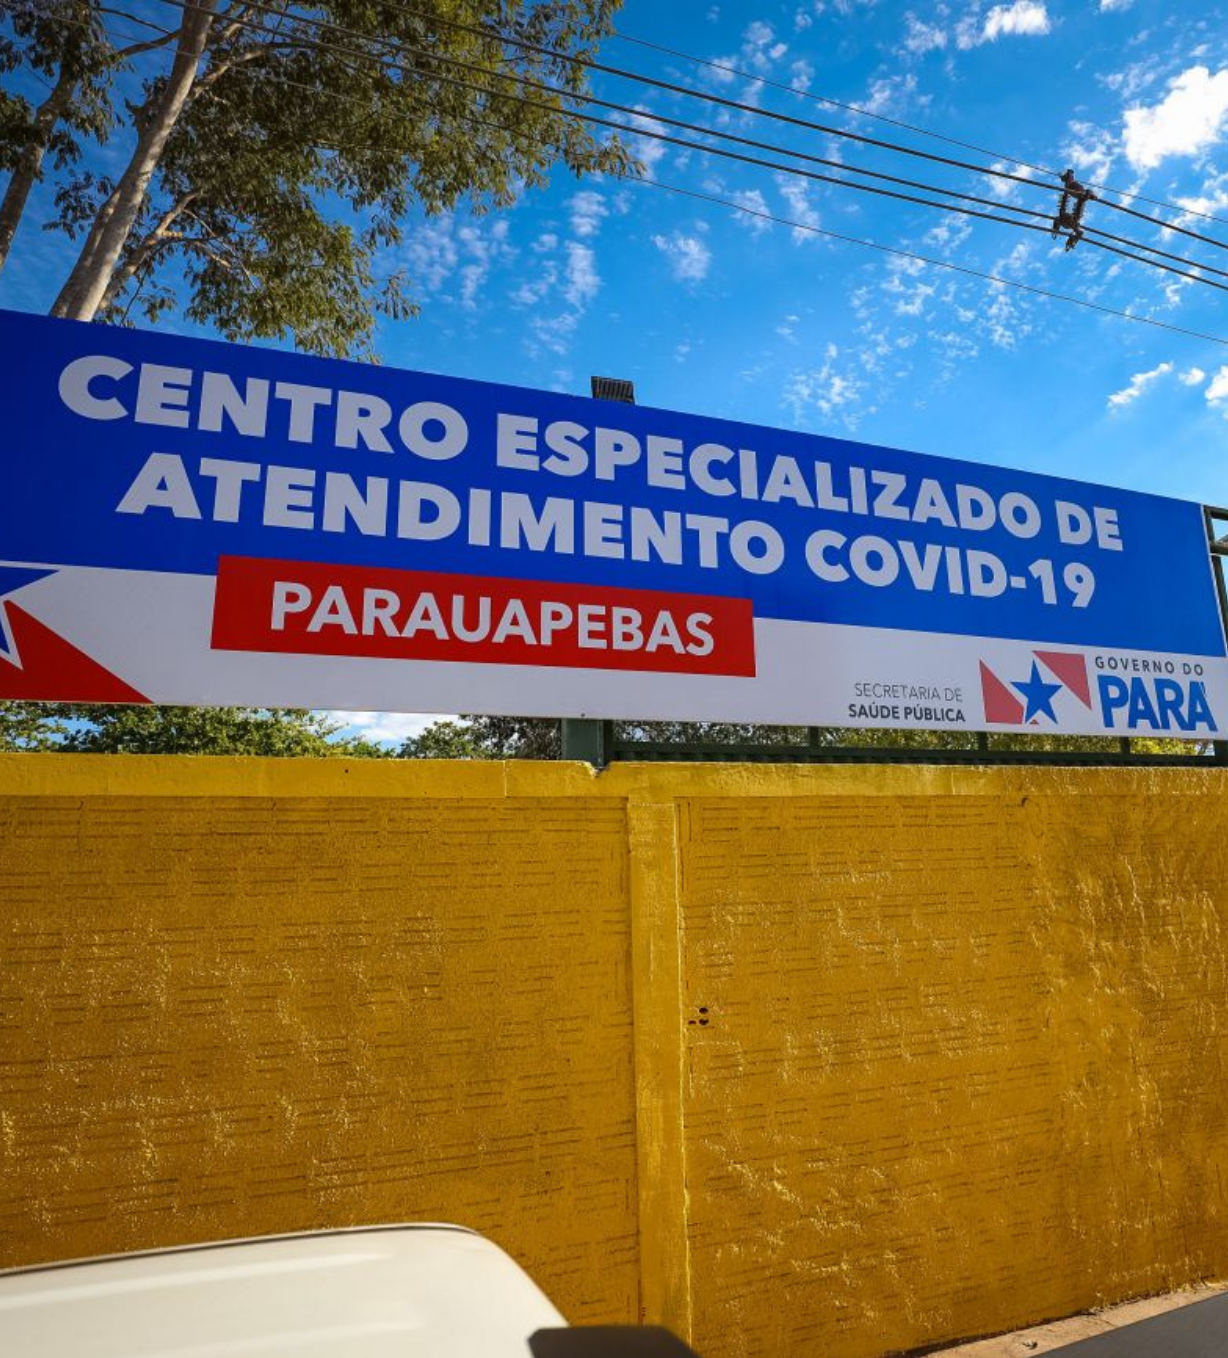 CENTRO ESPECIALIZADO DE
ATENDIMENTO COVID-19
PARAUAPEBAS
SECRETARIA DE
SAÚDE PÚBLICA
GOVERNO DO
PARÁ